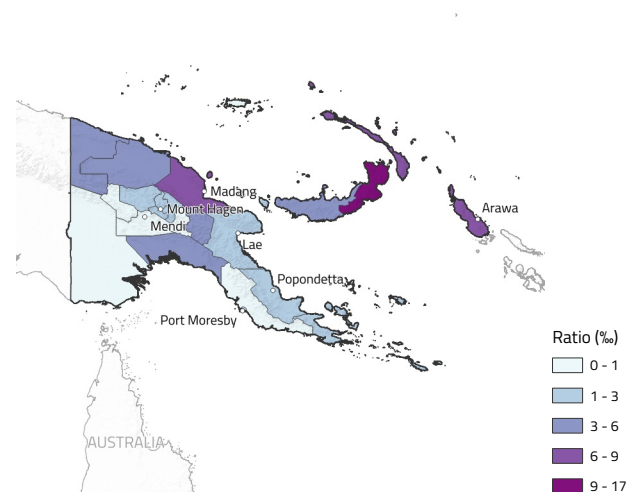 Madang
Mount Hagen
Mendi
Arawa
Lae
Popondetta
Port Moresby
AUSTRALIA
Ratio (‰)
0 - 1
1 - 3
3 - 6
6 - 9
9 - 17